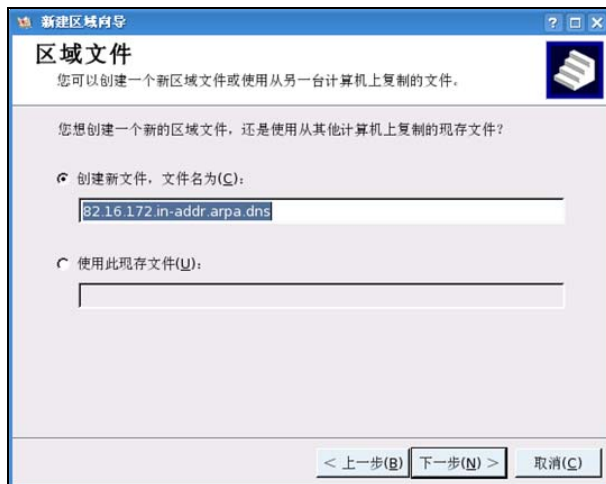 新建区域向导
区域文件
您可以创建一个新区域文件或使用从另一台计算机上复制的文件。
您想创建一个新的区域文件，还是使用从其他计算机上复制的现存文件？
创建新文件，文件名为(C)：
82.16.172.in-addr.arpa.dns
使用此现存文件(U)：
< 上一步(B) 下一步(N) > 取消(C)